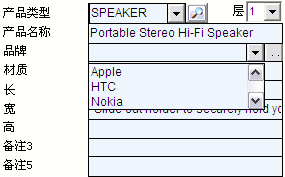 产品类型 SPEAKER 层 1
产品名称 Portable Stereo Hi-Fi Speaker
品牌 ...
材质 Apple
长 HTC
宽 Nokia
高
备注3
备注5